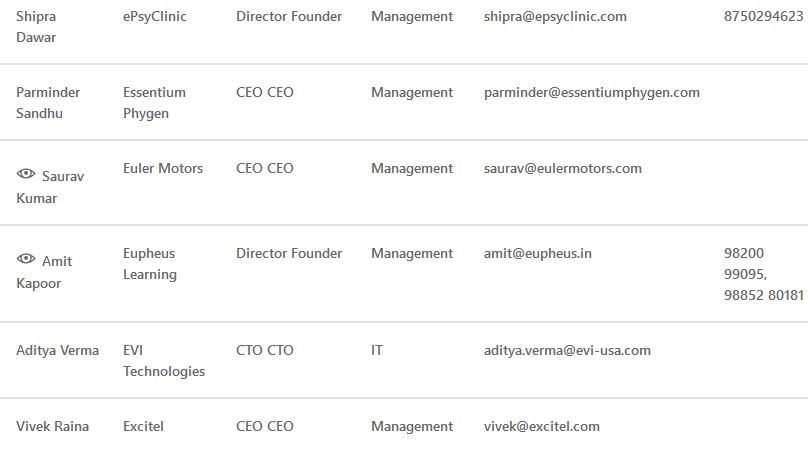 Shipra ePsyClinic Director Founder Management shipra@epsyclinic.com 8750294623
Dawar
Parminder Essentium CEO CEO Management parminder@essentiumphygen.com
Sandhu Phygen
Saurav Euler Motors CEO CEO Management saurav@eulermotors.com
Kumar
Amit Eupheus Director Founder Management amit@eupheus.in 98200
Kapoor Learning 99095,
98852 80181
Aditya Verma EVI CTO CTO IT aditya.verma@evi-usa.com
Technologies
Vivek Raina Excitel CEO CEO Management vivek@excitel.com